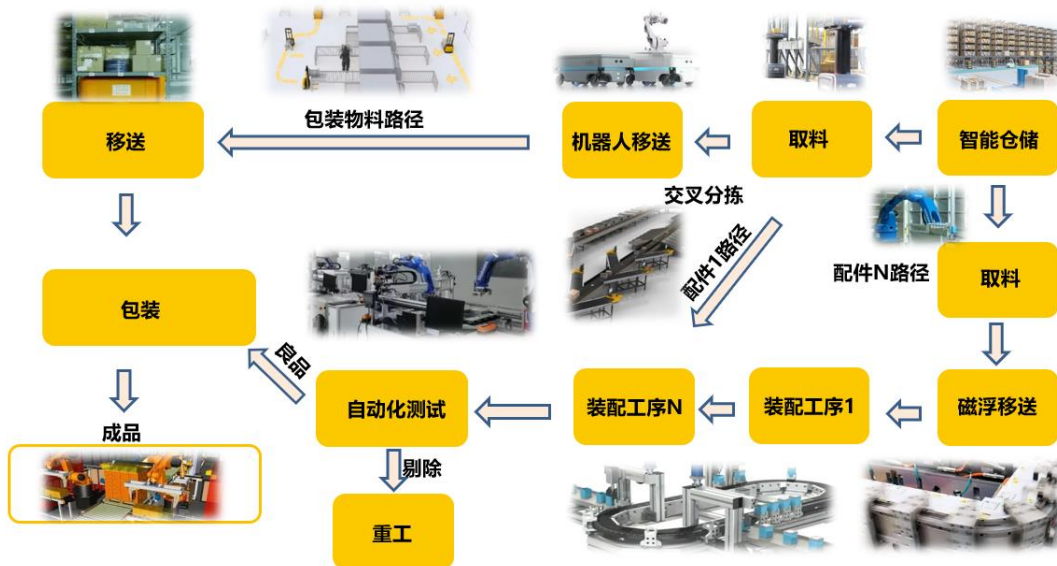 包装物料路径
移送
机器人移送
取料
智能仓储
交叉分拣
配件1路径
配件N路径
取料
包装
良品
自动化测试
装配工序N
装配工序1
磁浮移送
成品
剔除
重工